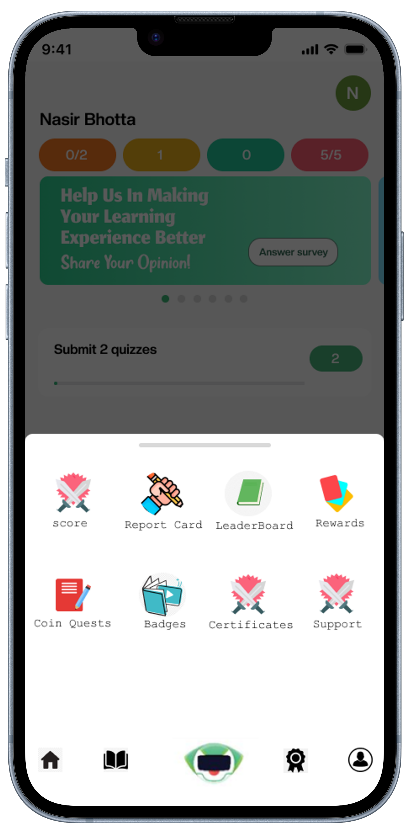 9:41
N
Nasir Bhotta
0/2 1 0 5/5
Help Us In Making
Your Learning
Experience Better
Share Your Opinion!
Answer survey
Submit 2 quizzes
2
score Report Card LeaderBoard Rewards
Coin Quests Badges Certificates Support